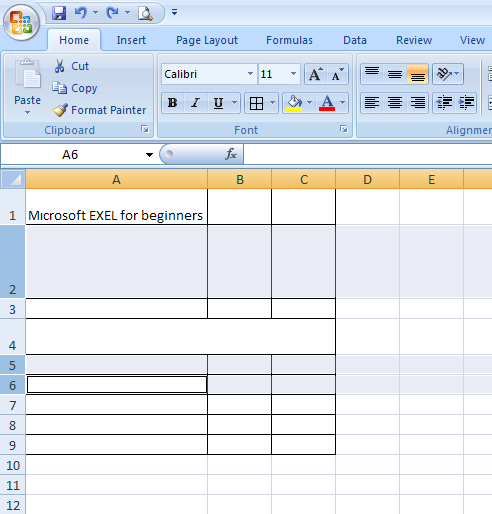 Home Insert Page Layout Formulas Data Review View
Cut
Copy
Format Painter
Paste
Clipboard
Calibri 11 A A
B I U A
Font
Alignmen
A6 fx
A B C D E
1 Microsoft EXEL for beginners
2
3
4
5
6
7
8
9
10
11
12